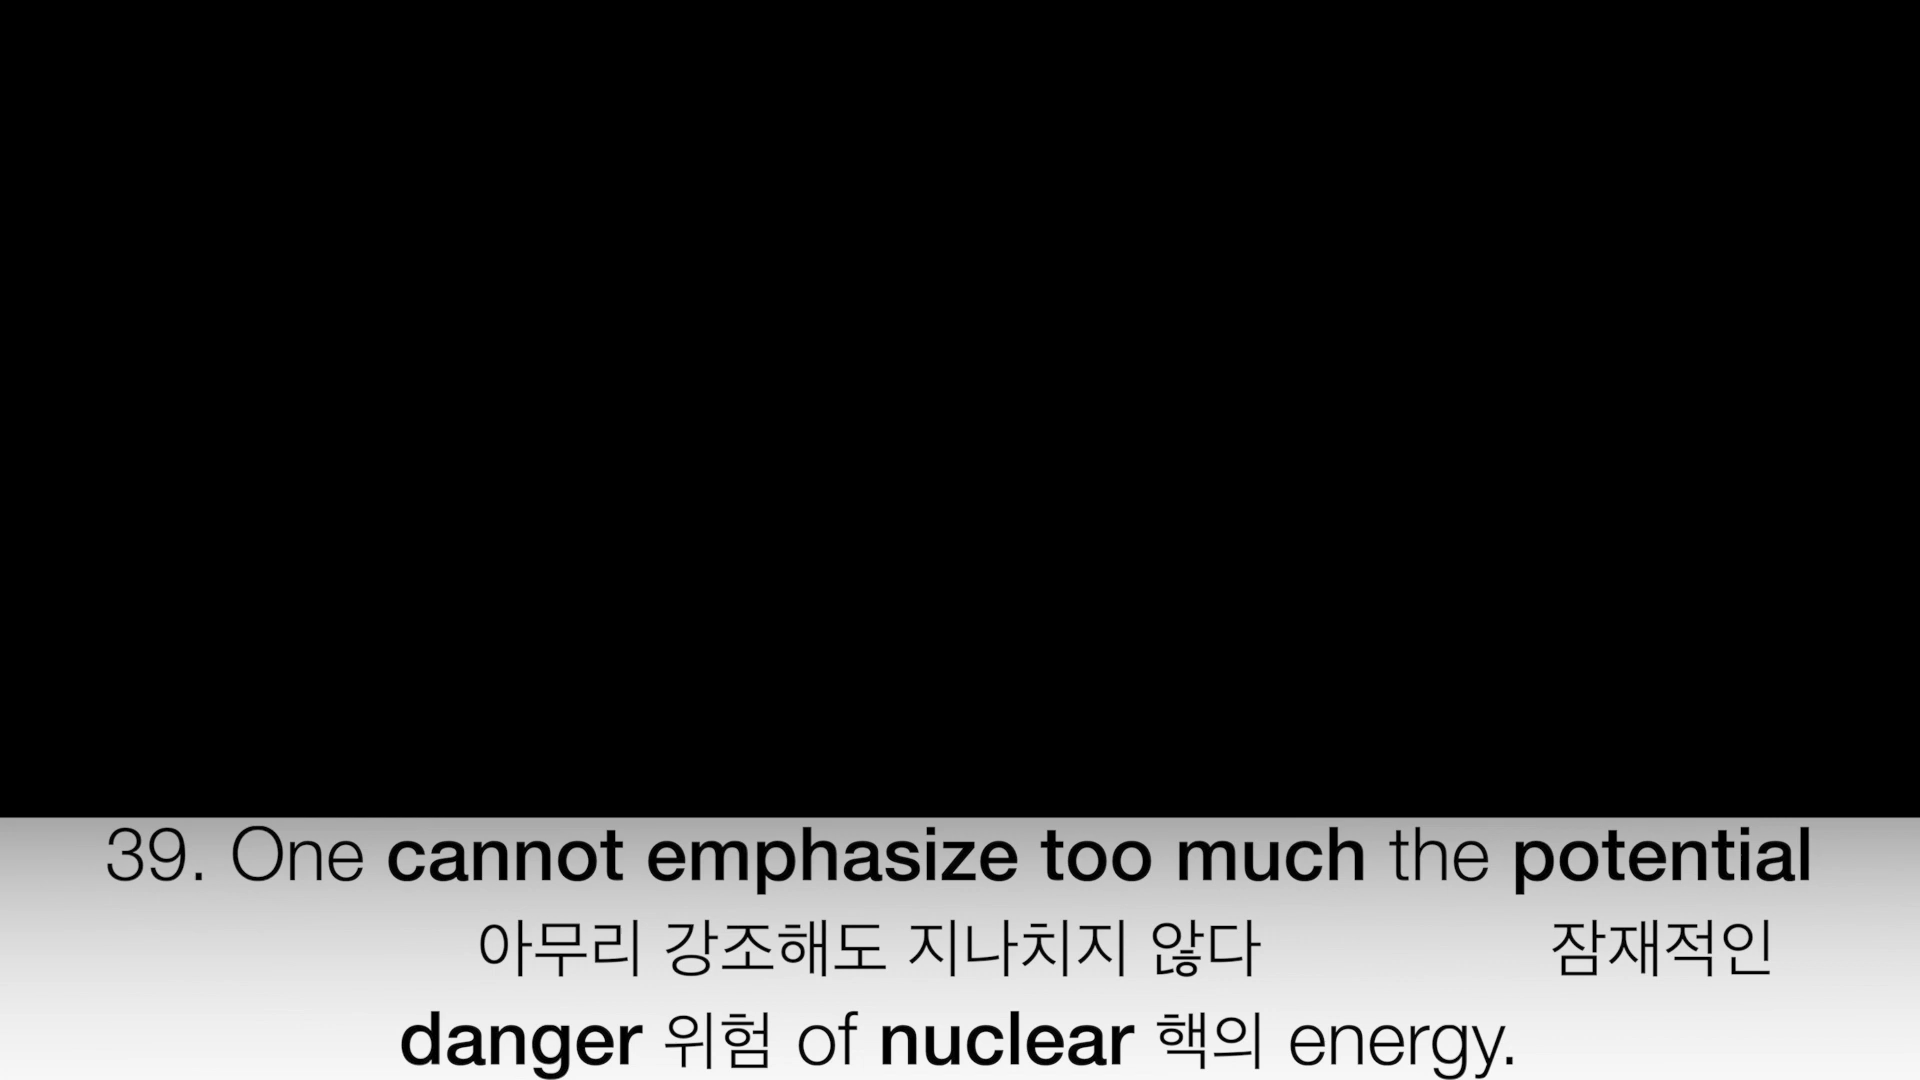 39. One cannot emphasize too much the potential
아무리 강조해도 지나치지 않다 잠재적인
danger 위험 of nuclear 핵의 energy.